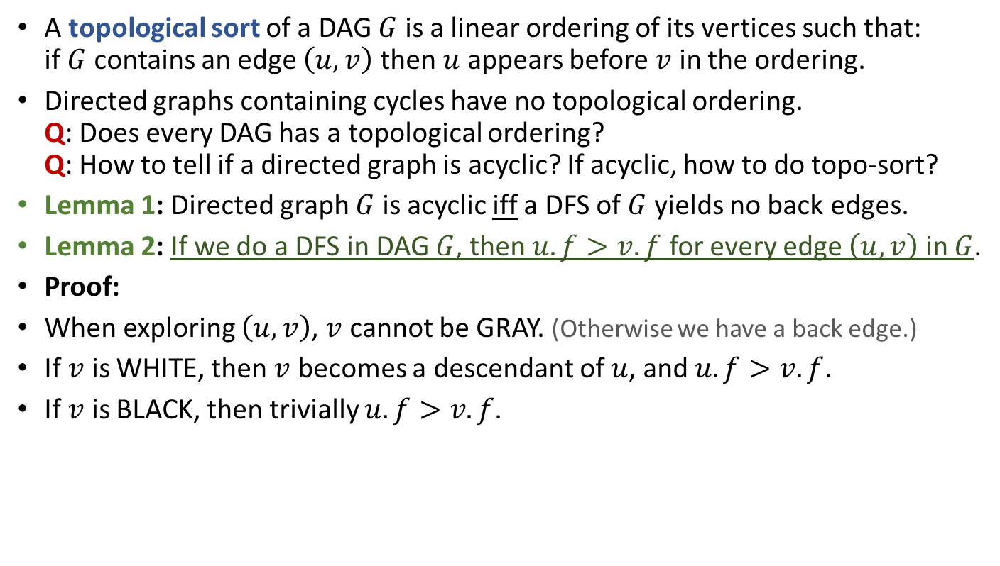 • A topological sort of a DAG 𝐺 is a linear ordering of its vertices such that:
if 𝐺 contains an edge (𝑢, 𝑣) then 𝑢 appears before 𝑣 in the ordering.
• Directed graphs containing cycles have no topological ordering.
Q: Does every DAG has a topological ordering?
Q: How to tell if a directed graph is acyclic? If acyclic, how to do topo-sort?
• Lemma 1: Directed graph 𝐺 is acyclic iff a DFS of 𝐺 yields no back edges.
• Lemma 2: If we do a DFS in DAG 𝐺, then 𝑢. 𝑓 > 𝑣. 𝑓 for every edge (𝑢, 𝑣) in 𝐺.
• Proof:
• When exploring (𝑢, 𝑣), 𝑣 cannot be GRAY. (Otherwise we have a back edge.)
• If 𝑣 is WHITE, then 𝑣 becomes a descendant of 𝑢, and 𝑢. 𝑓 > 𝑣. 𝑓.
• If 𝑣 is BLACK, then trivially 𝑢. 𝑓 > 𝑣. 𝑓.